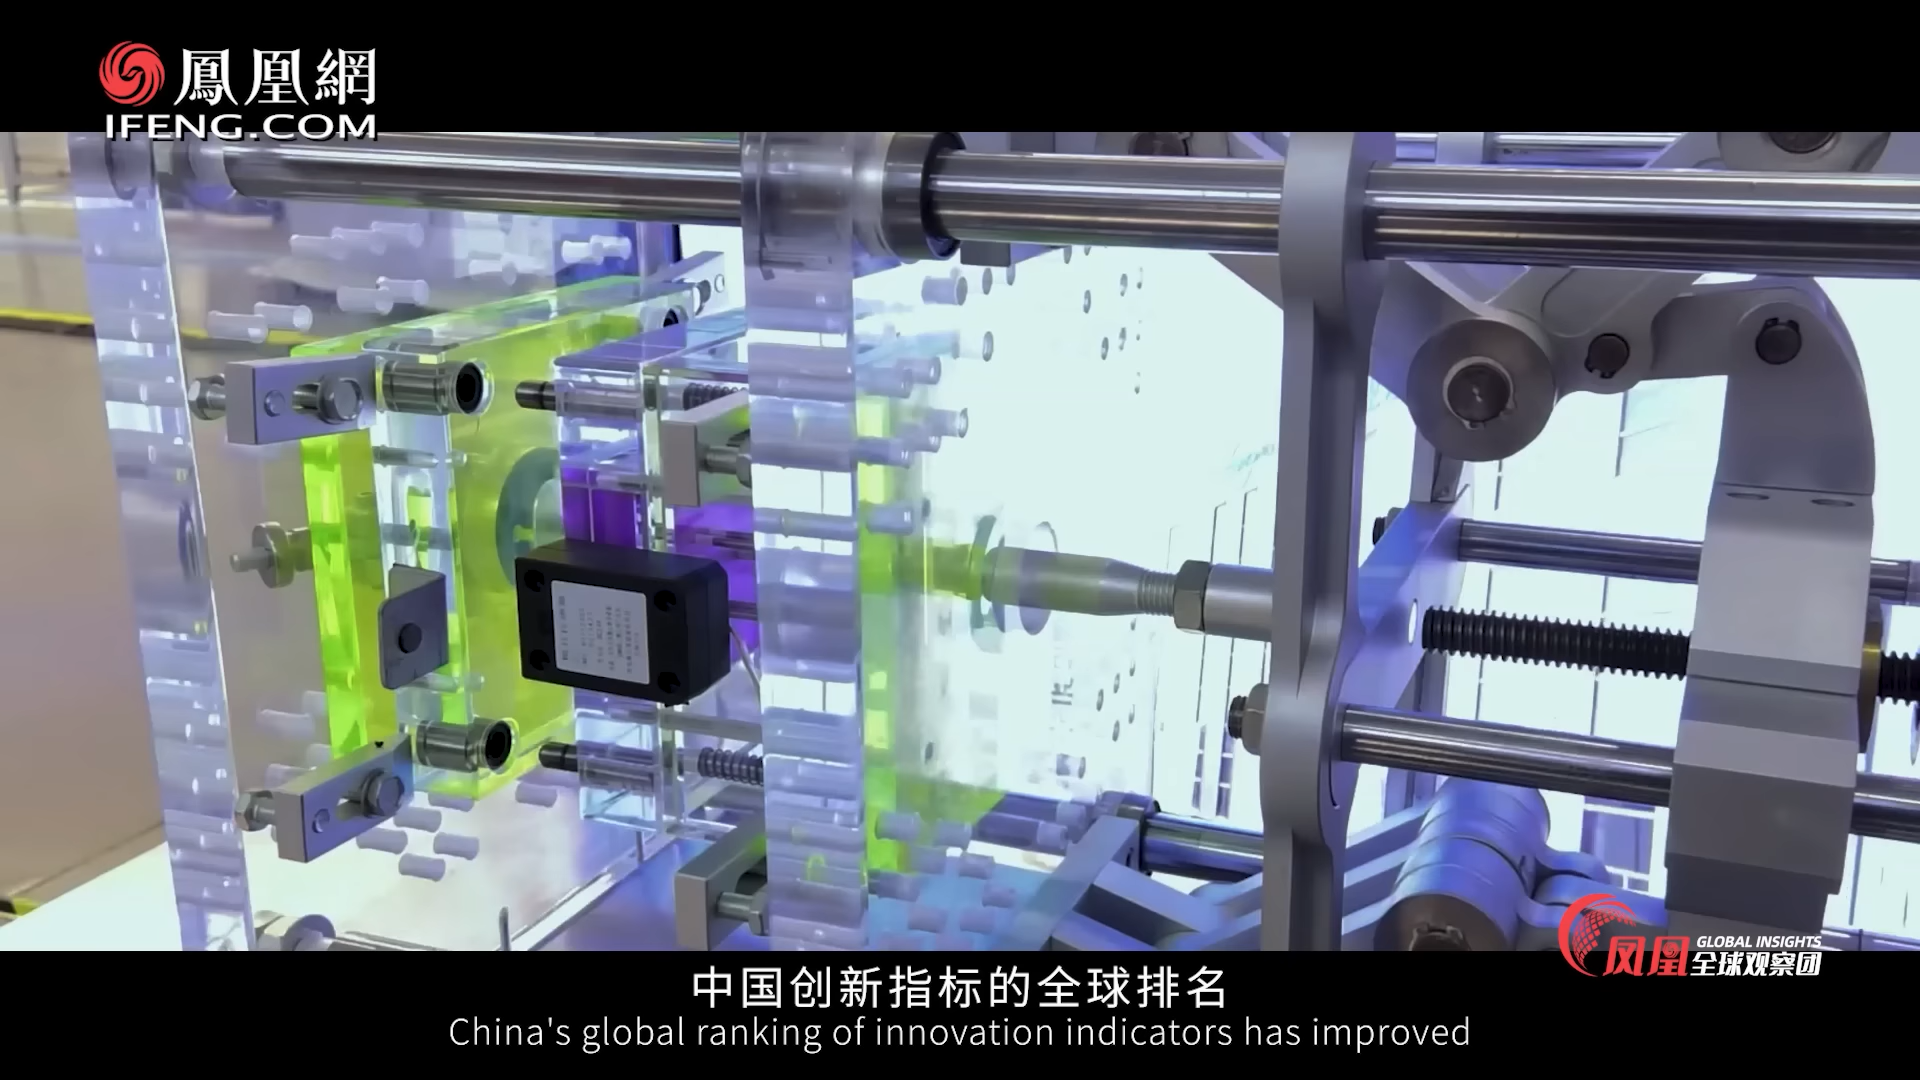 鳳凰網
IFENG.COM
GLOBAL INSIGHTS
凤凰全球观察团
中国创新指标的全球排名
China's global ranking of innovation indicators has improved